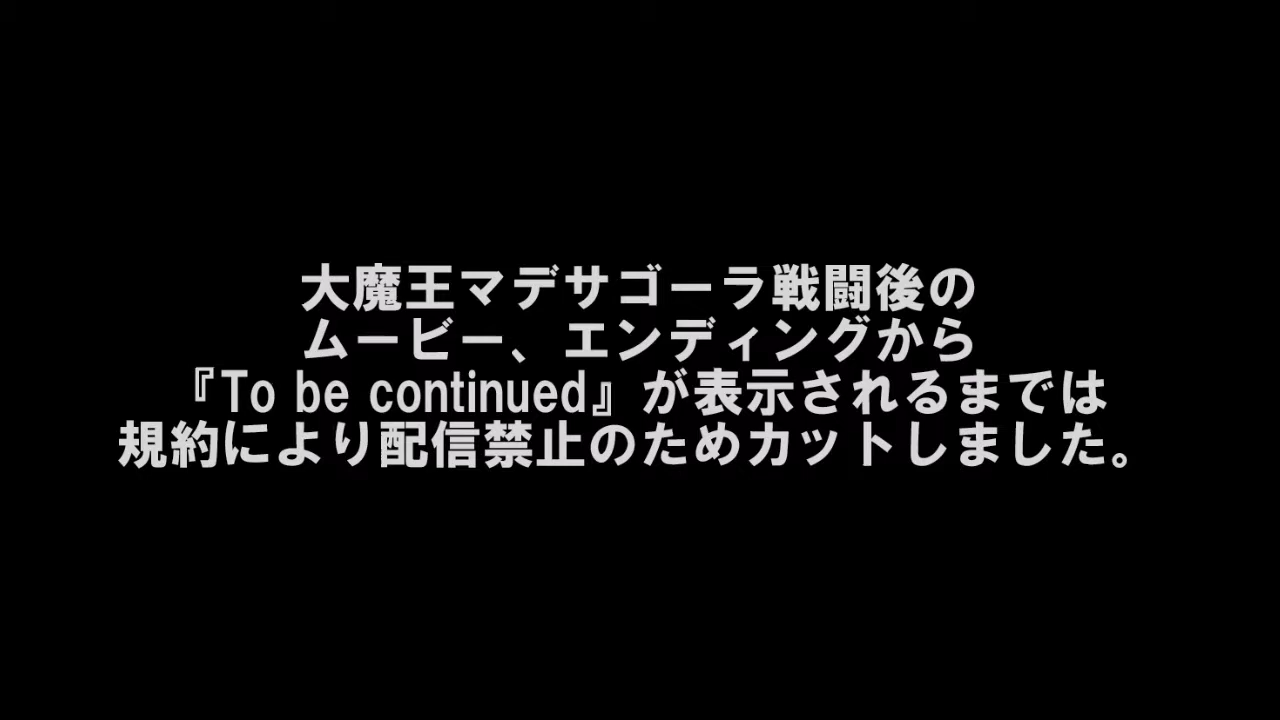 大魔王マデサゴーラ戦闘後の
ムービー、エンディングから
『To be continued』が表示されるまでは
規約により配信禁止のためカットしました。